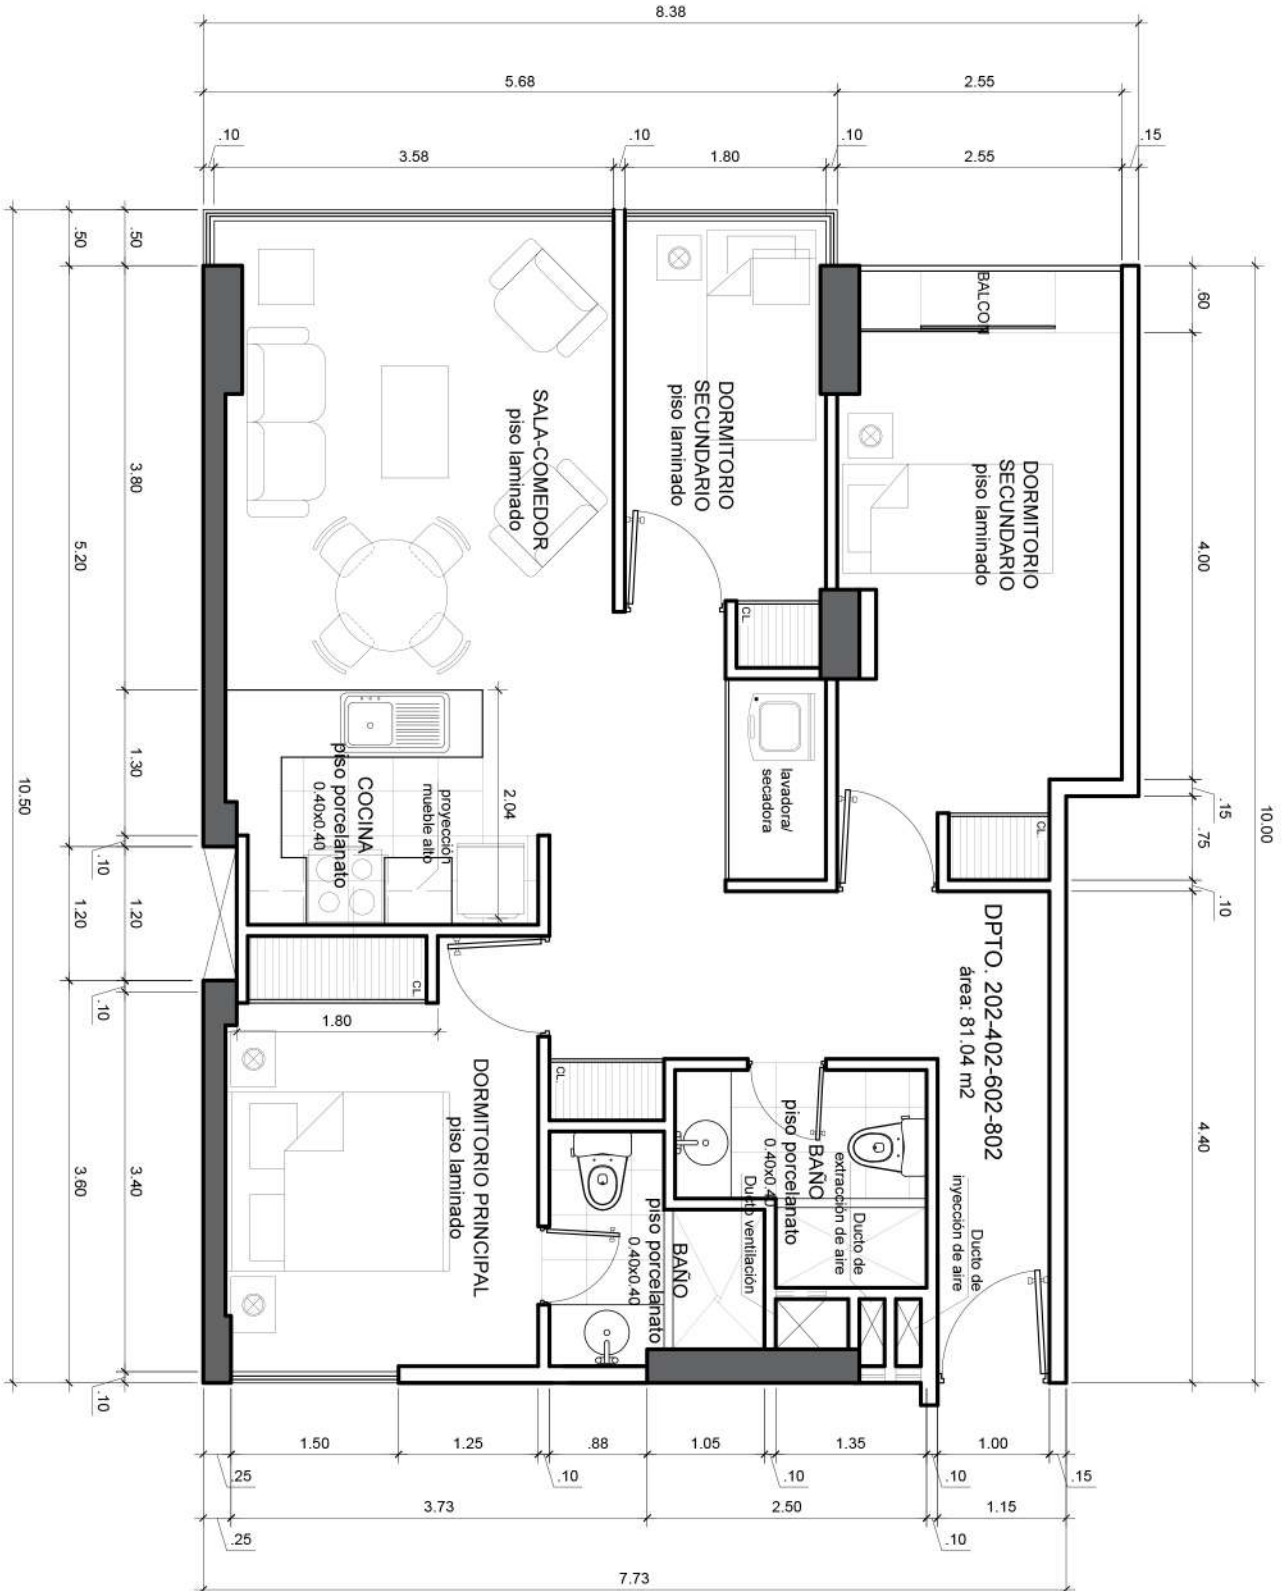 8.38
5.68
2.55
.10
3.58
.10
1.80
.10
2.55
.15
.50
.50
3.80
5.20
1.30
10.50
.10
1.20
1.20
.10
3.40
3.60
.10
.60
4.00
.15
10.00
.75
.10
4.40
BALCON
DORMITORIO
SECUNDARIO
piso laminado
DORMITORIO
SECUNDARIO
piso laminado
SALA-COMEDOR
piso laminado
CL
lavadora/
secadora
CL
2.04
proyección
mueble alto
COCINA
piso porcelanato
0.40x0.40
DPTO. 202-402-602-802
área: 81.04 m2
CL
1.80
CL
DORMITORIO PRINCIPAL
piso laminado
BAÑO
piso porcelanato
0.40x0.40
BAÑO
piso porcelanato
0.40x0.40
Ducto ventilación
Ducto de
extracción de aire
Ducto de
inyección de aire
1.50
1.25
.88
1.05
1.35
1.00
.25
.10
.10
.10
.15
3.73
2.50
1.15
.25
.10
7.73